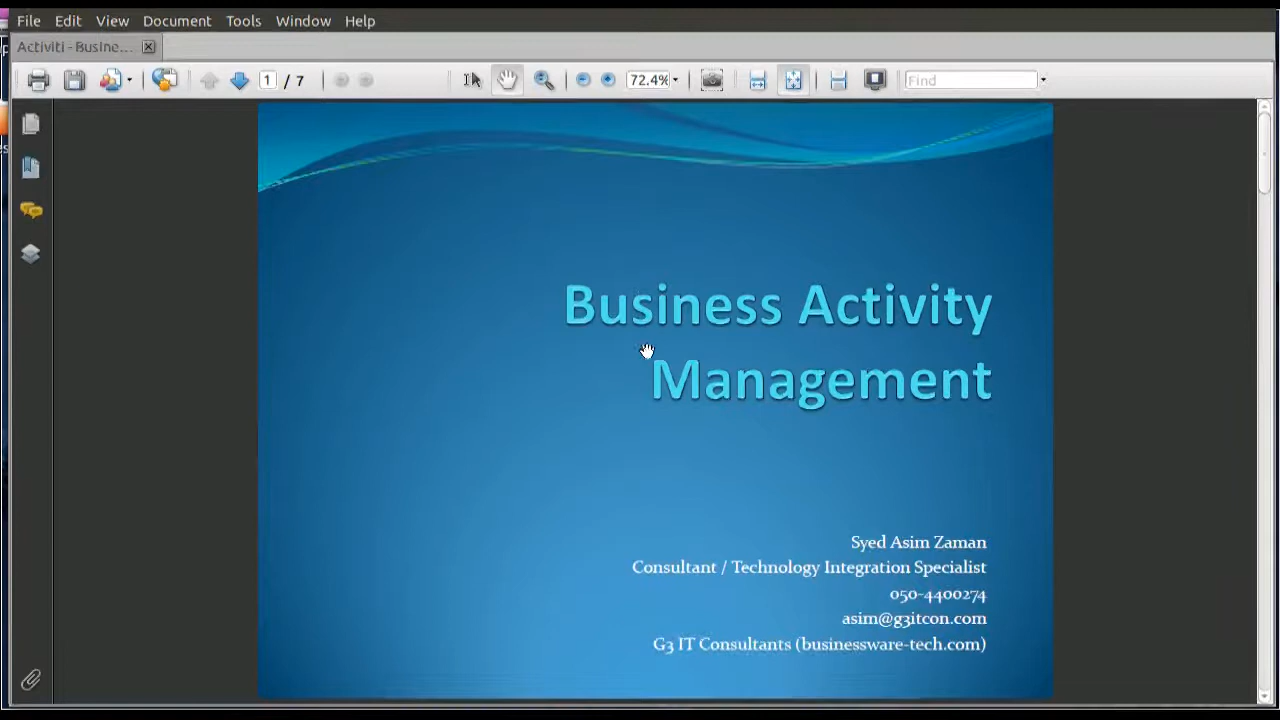 File Edit View Document Tools Window Help
Activiti - Busine...
1 / 7 72.4% Find
Business Activity
Management
Syed Asim Zaman
Consultant / Technology Integration Specialist
050-4400274
asim@g3itcon.com
G3 IT Consultants (businessware-tech.com)